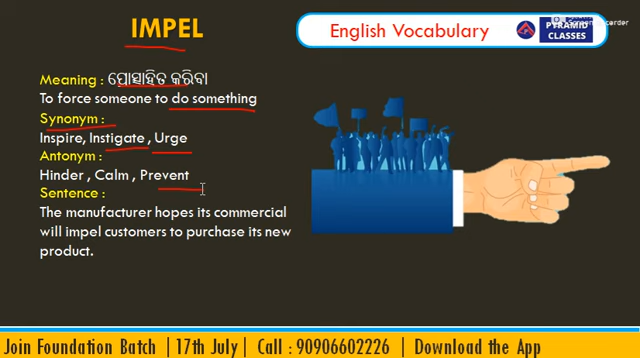 IMPEL
English Vocabulary
PYRAMID
CLASSES
Meaning : ପ୍ରୋତ୍ସାହିତ କରିବା
To force someone to do something
Synonym :
Inspire, Instigate , Urge
Antonym :
Hinder , Calm , Prevent
Sentence :
The manufacturer hopes its commercial
will impel customers to purchase its new
product.
Join Foundation Batch | 17th July | Call : 90906602226 | Download the App